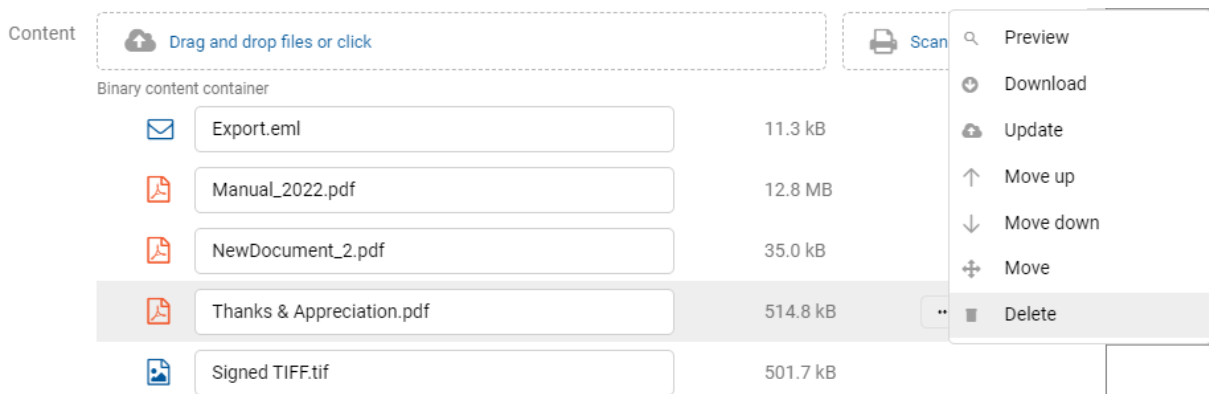 Content
Drag and drop files or click
Scan
Binary content container
Export.eml 11.3 kB
Manual_2022.pdf 12.8 MB
NewDocument_2.pdf 35.0 kB
Thanks & Appreciation.pdf 514.8 kB
Signed TIFF.tif 501.7 kB
Preview
Download
Update
Move up
Move down
Move
Delete